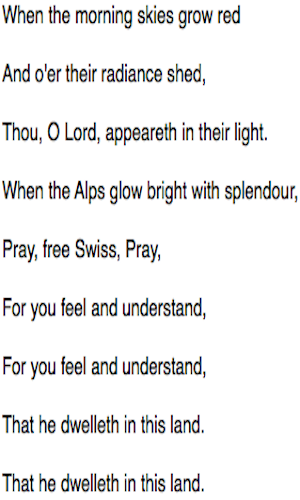 When the morning skies grow red
And o'er their radiance shed,
Thou, O Lord, appeareth in their light.
When the Alps glow bright with splendour,
Pray, free Swiss, Pray,
For you feel and understand,
For you feel and understand,
That he dwelleth in this land.
That he dwelleth in this land.